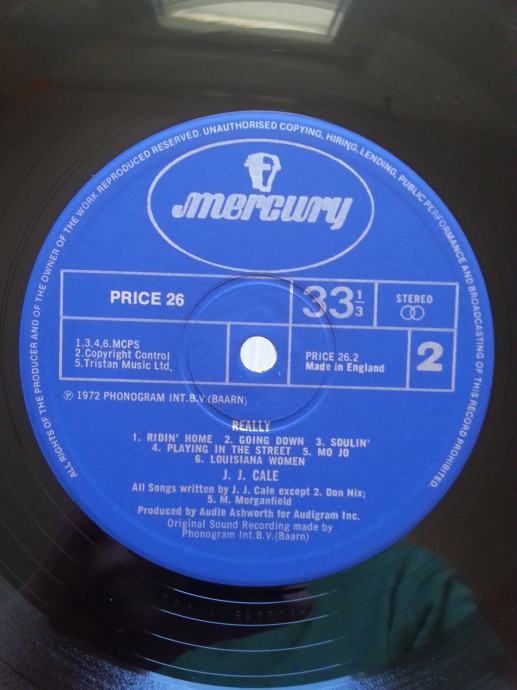 ALL RIGHTS OF THE PRODUCER AND OF THE OWNER OF THE WORK REPRODUCED RESERVED. UNAUTHORISED COPYING, HIRING, LENDING, PUBLIC PERFORMANCE AND BROADCASTING OF THIS RECORD PROHIBITED.
mercury
PRICE 26
33 1/3
STEREO
1.3.4.6.MCPS
2.Copyright Control
5.Tristan Music Ltd.
PRICE 26.2
Made in England
2
Ⓟ 1972 PHONOGRAM INT.B.V.(BAARN)
REALLY
1. RIDIN' HOME 2. GOING DOWN 3. SOULIN'
4. PLAYING IN THE STREET 5. MO JO
6. LOUISIANA WOMEN
J. J. CALE
All Songs written by J. J. Cale except 2. Don Nix;
5. M. Morganfield
Produced by Audie Ashworth for Audigram Inc.
Original Sound Recording made by
Phonogram Int.B.V.(Baarn)